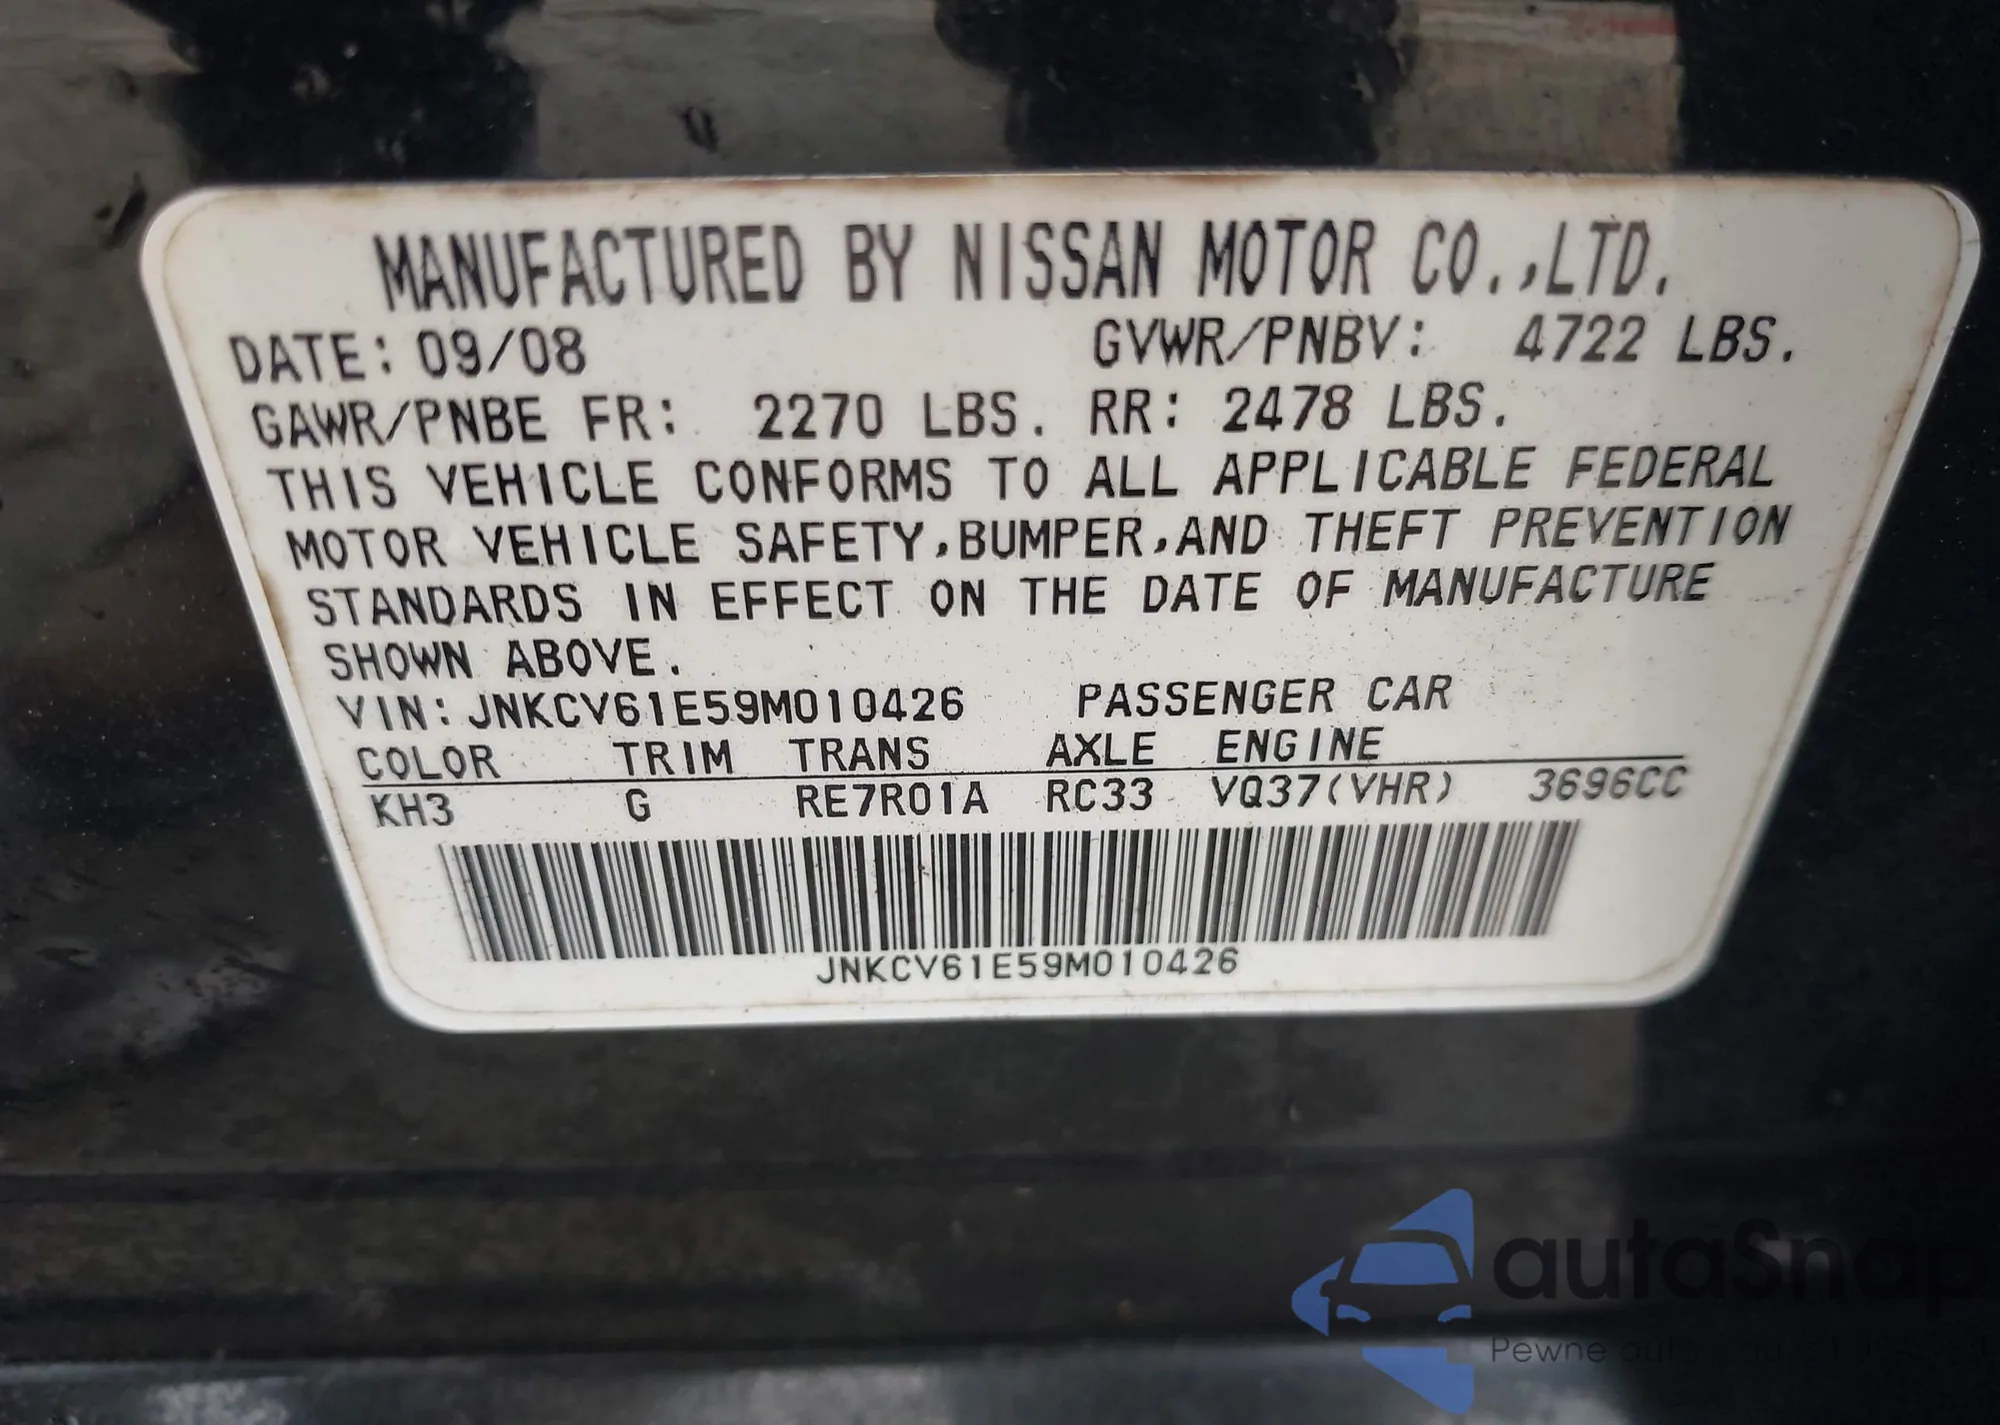 MANUFACTURED BY NISSAN MOTOR CO.,LTD.
DATE: 09/08 GVWR/PNBV: 4722 LBS.
GAWR/PNBE FR: 2270 LBS. RR: 2478 LBS.
THIS VEHICLE CONFORMS TO ALL APPLICABLE FEDERAL
MOTOR VEHICLE SAFETY,BUMPER,AND THEFT PREVENTION
STANDARDS IN EFFECT ON THE DATE OF MANUFACTURE
SHOWN ABOVE.
VIN:JNKCV61E59M010426 PASSENGER CAR
COLOR TRIM TRANS AXLE ENGINE
KH3 G RE7R01A RC33 VQ37(VHR) 3696CC
JNKCV61E59M010426
autaSnap
Pewne auta